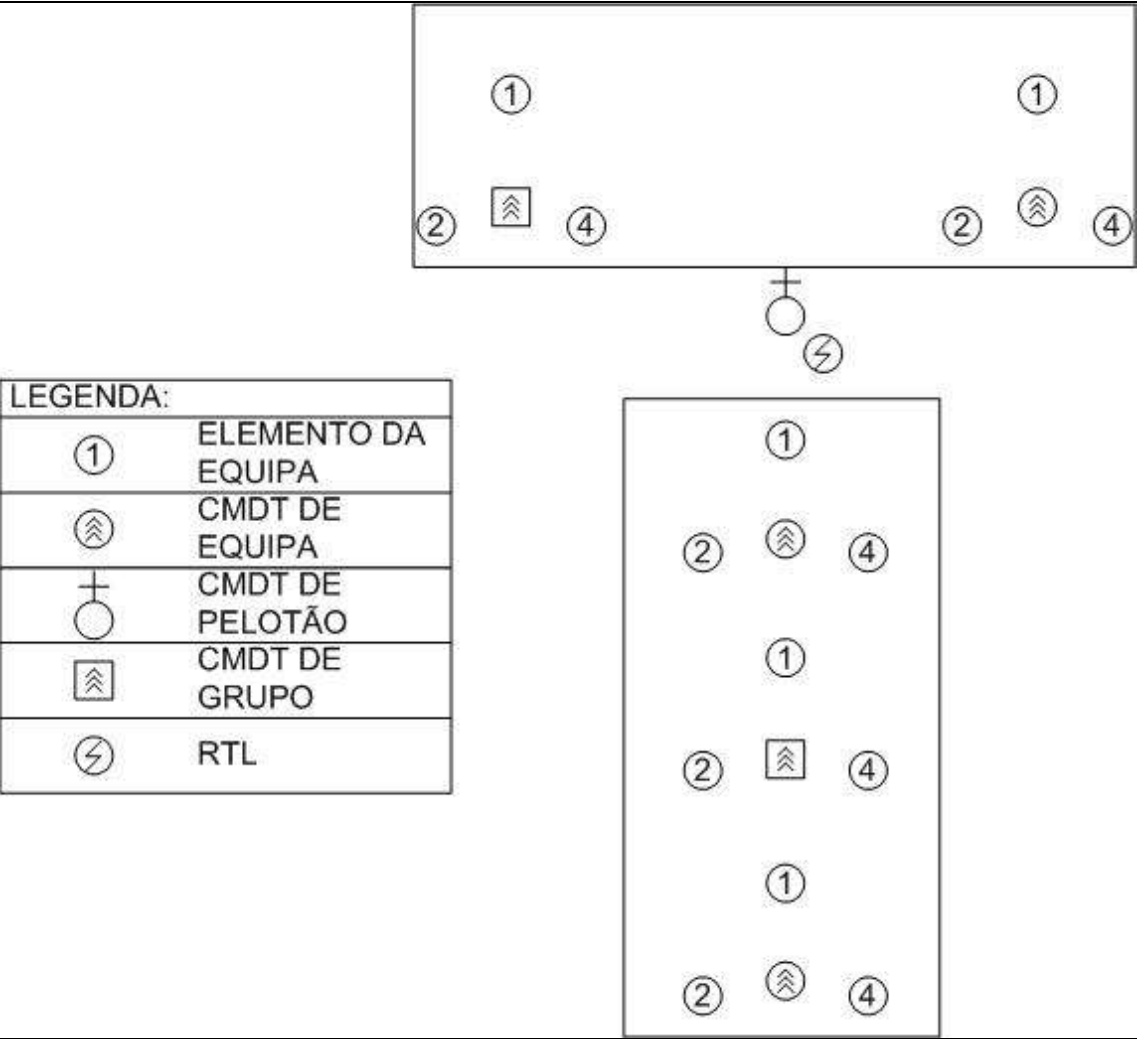 1 1
2 4 2 4
LEGENDA:
1 ELEMENTO DA
EQUIPA
CMDT DE
EQUIPA
CMDT DE
PELOTÃO
CMDT DE
GRUPO
RTL
1
2 4
1
2 4
1
2 4